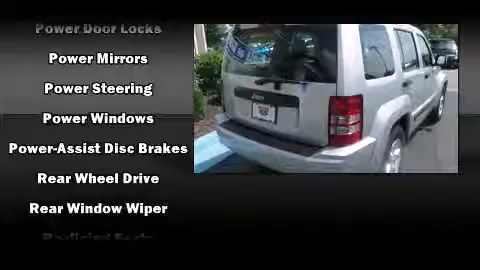 Power Door Locks
Power Mirrors
Power Steering
Power Windows
Power-Assist Disc Brakes
Rear Wheel Drive
Rear Window Wiper
Jeep